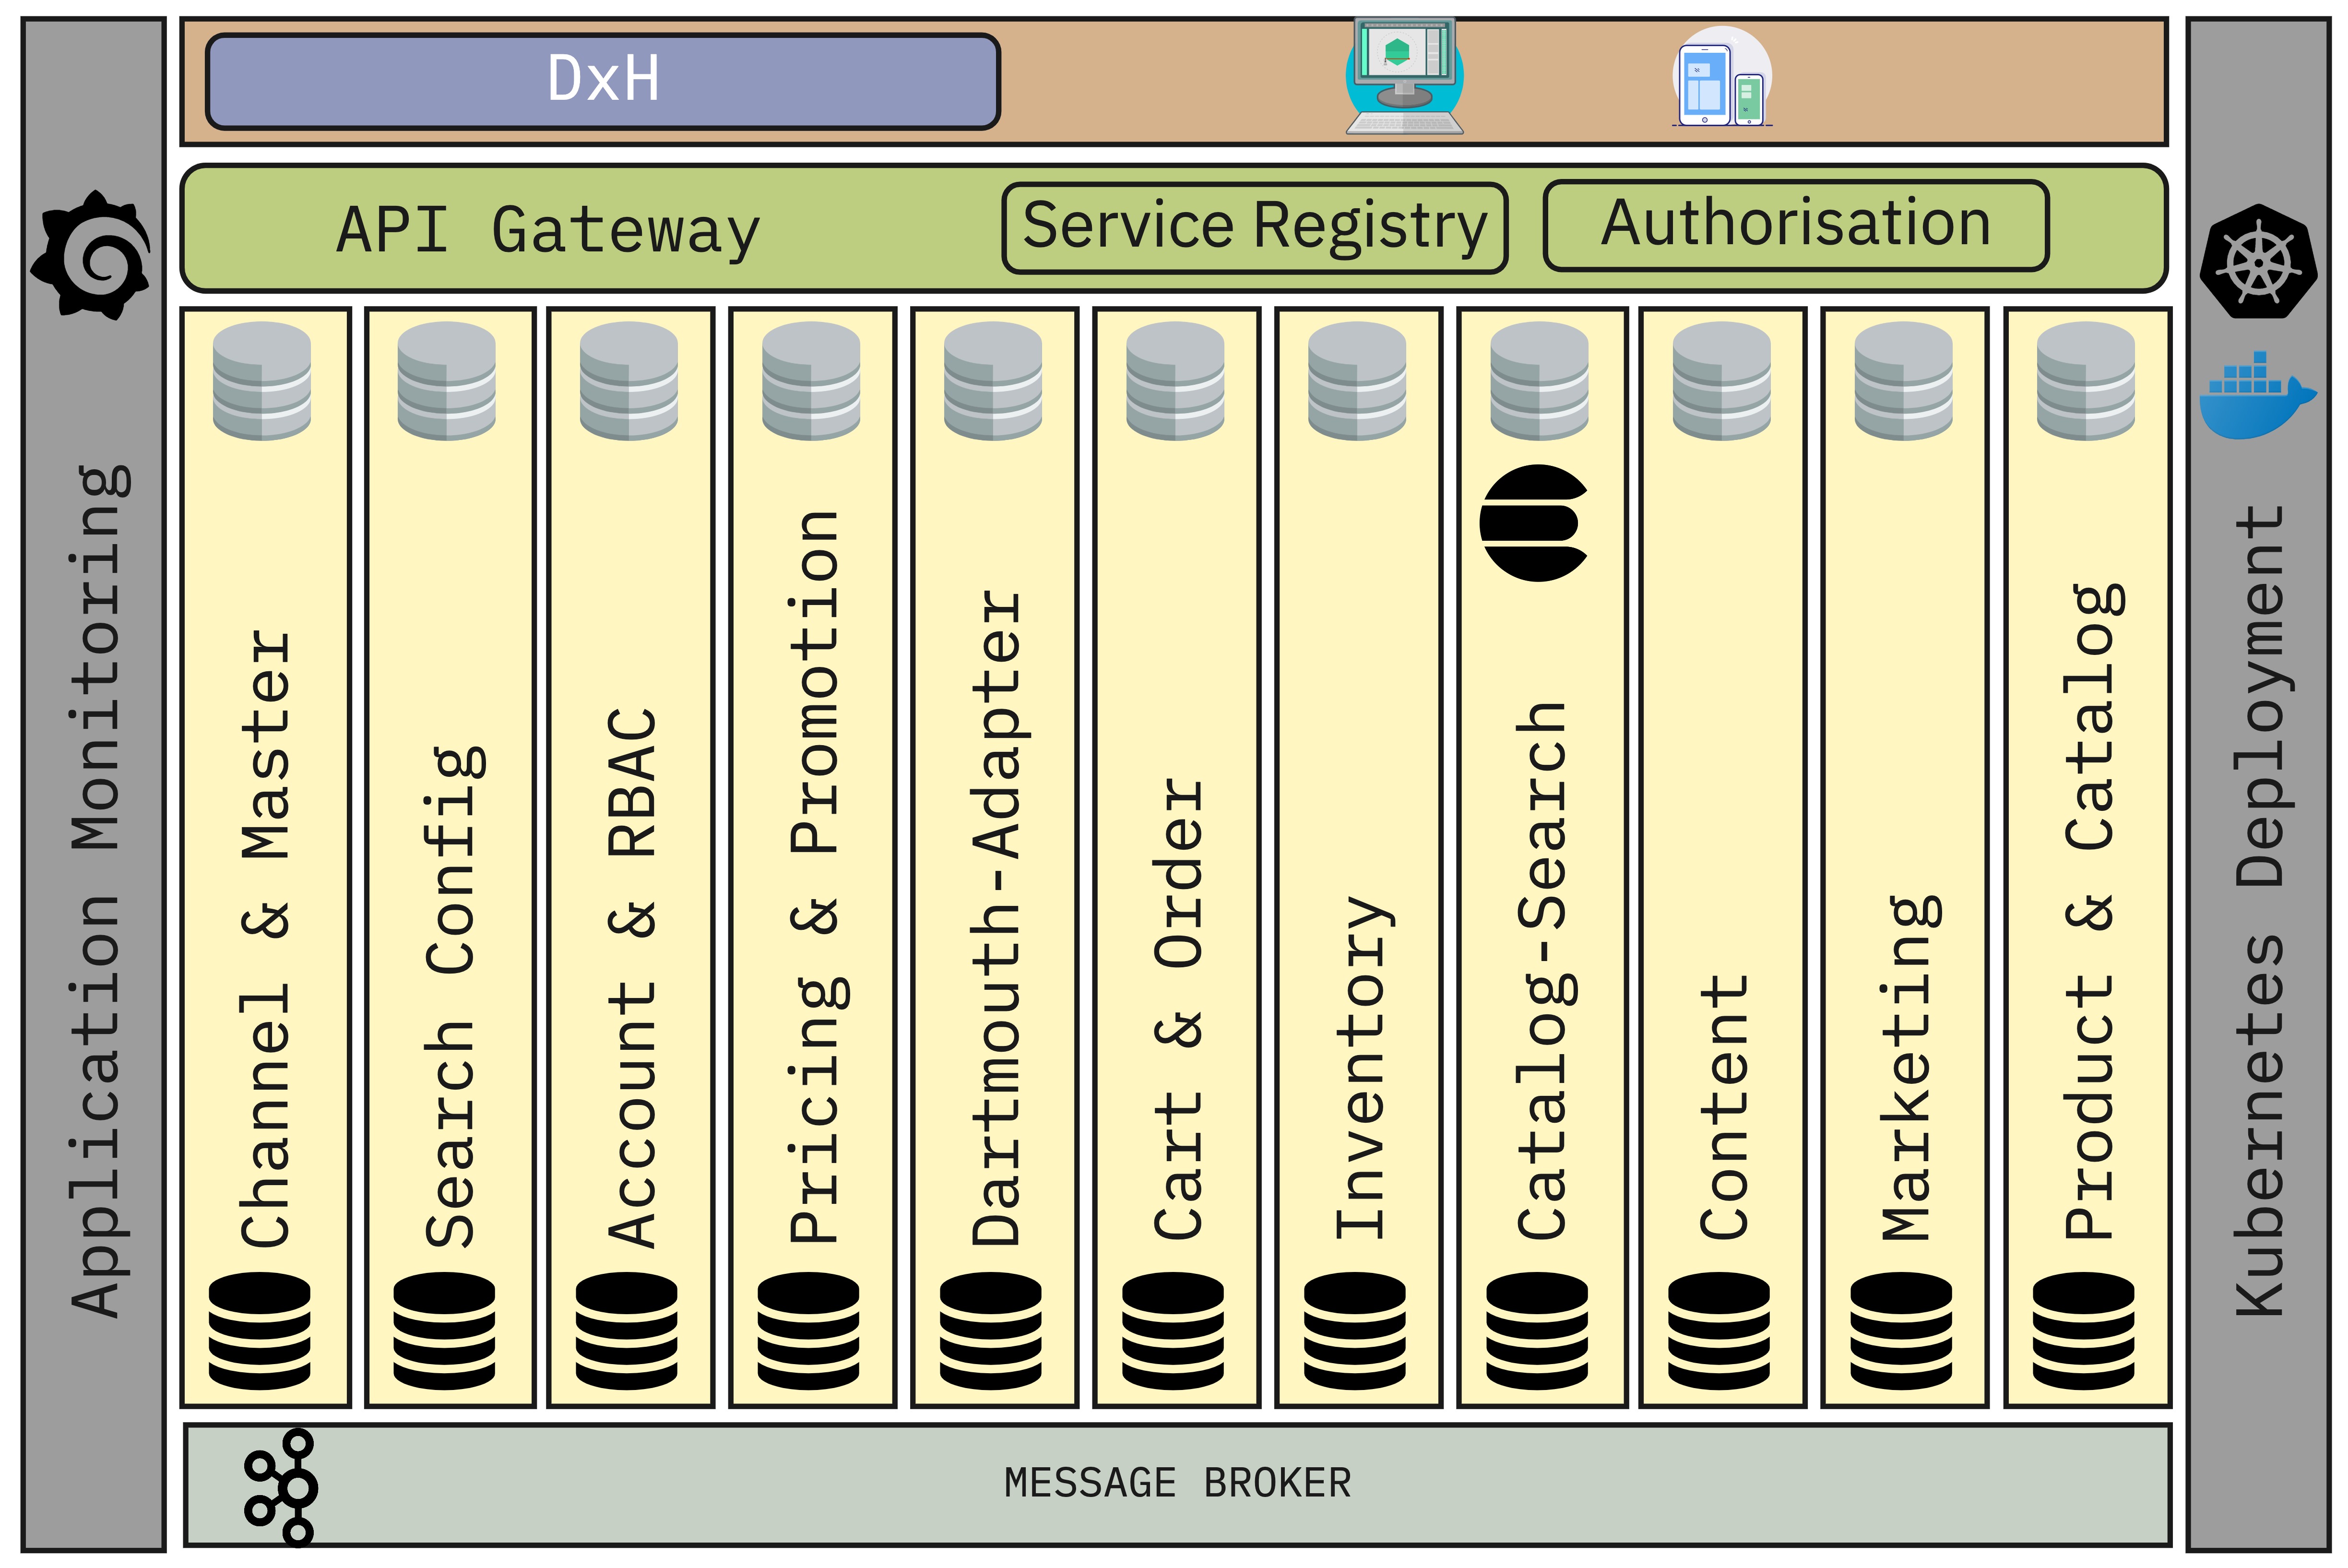 DxH
API Gateway
Service Registry
Authorisation
Application Monitoring
Channel & Master
Search Config
Account & RBAC
Pricing & Promotion
Dartmouth-Adapter
Cart & Order
Inventory
Catalog-Search
Content
Marketing
Product & Catalog
Kubernetes Deployment
MESSAGE BROKER